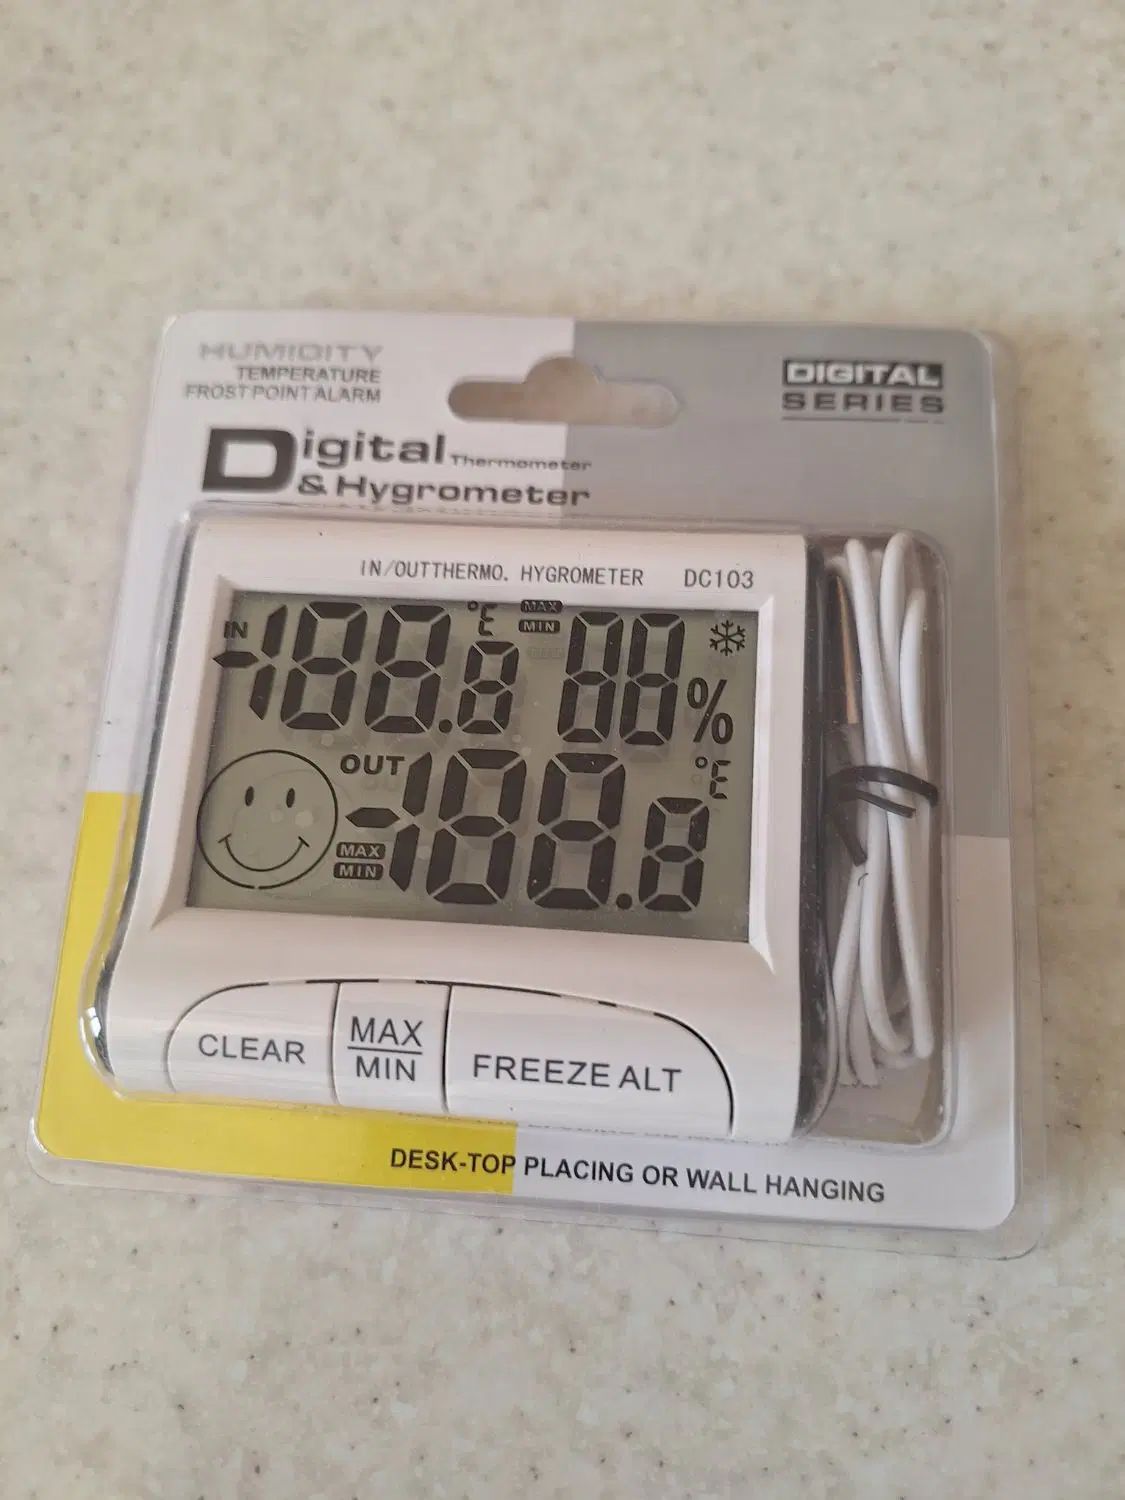 HUMIDITY
TEMPERATURE
FROST POINT ALARM
DIGITAL
SERIES
Digital Thermometer
& Hygrometer
IN/OUTTHERMO. HYGROMETER DC103
IN -188.8 °E MAX MIN 88 %
OUT -188.8 °E
MAX
MIN
CLEAR
MAX
MIN
FREEZE ALT
DESK-TOP PLACING OR WALL HANGING